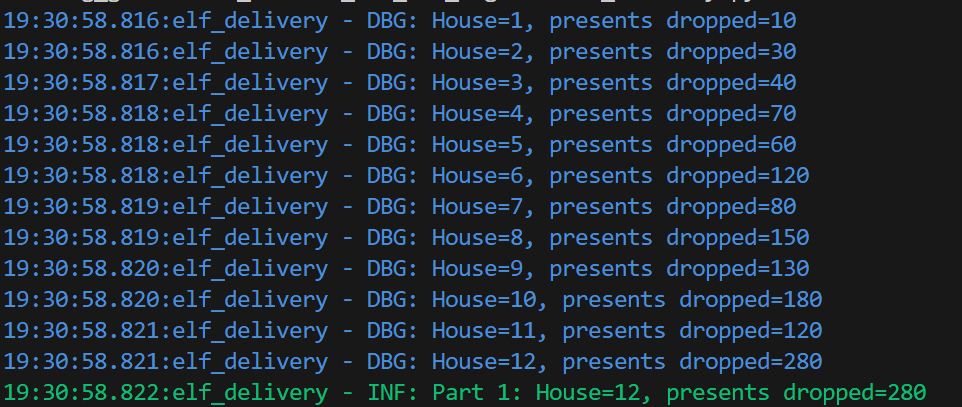 19:30:58.816:elf_delivery - DBG: House=1, presents dropped=10
19:30:58.816:elf_delivery - DBG: House=2, presents dropped=30
19:30:58.817:elf_delivery - DBG: House=3, presents dropped=40
19:30:58.818:elf_delivery - DBG: House=4, presents dropped=70
19:30:58.818:elf_delivery - DBG: House=5, presents dropped=60
19:30:58.818:elf_delivery - DBG: House=6, presents dropped=120
19:30:58.819:elf_delivery - DBG: House=7, presents dropped=80
19:30:58.819:elf_delivery - DBG: House=8, presents dropped=150
19:30:58.820:elf_delivery - DBG: House=9, presents dropped=130
19:30:58.820:elf_delivery - DBG: House=10, presents dropped=180
19:30:58.821:elf_delivery - DBG: House=11, presents dropped=120
19:30:58.821:elf_delivery - DBG: House=12, presents dropped=280
19:30:58.822:elf_delivery - INF: Part 1: House=12, presents dropped=280